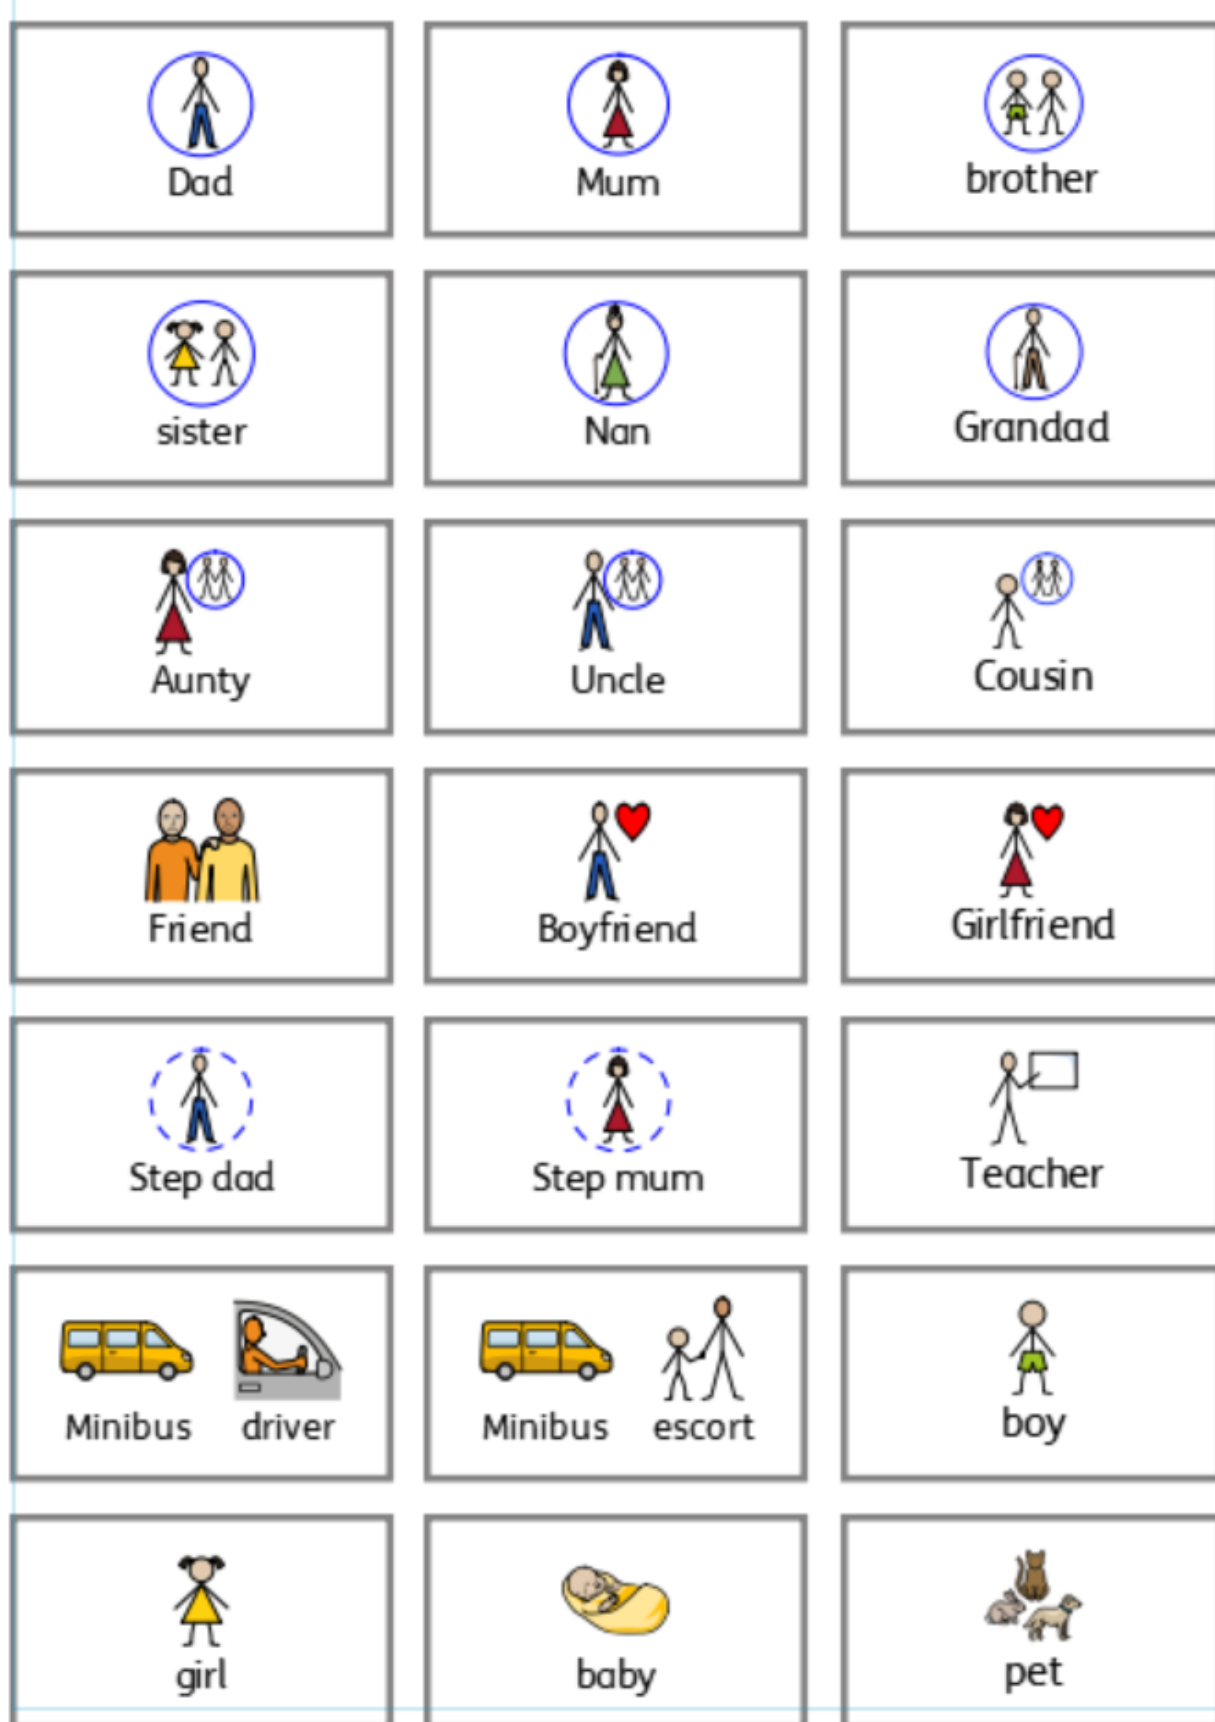 Dad
Mum
brother
sister
Nan
Grandad
Aunty
Uncle
Cousin
Friend
Boyfriend
Girlfriend
Step dad
Step mum
Teacher
Minibus driver
Minibus escort
boy
girl
baby
pet